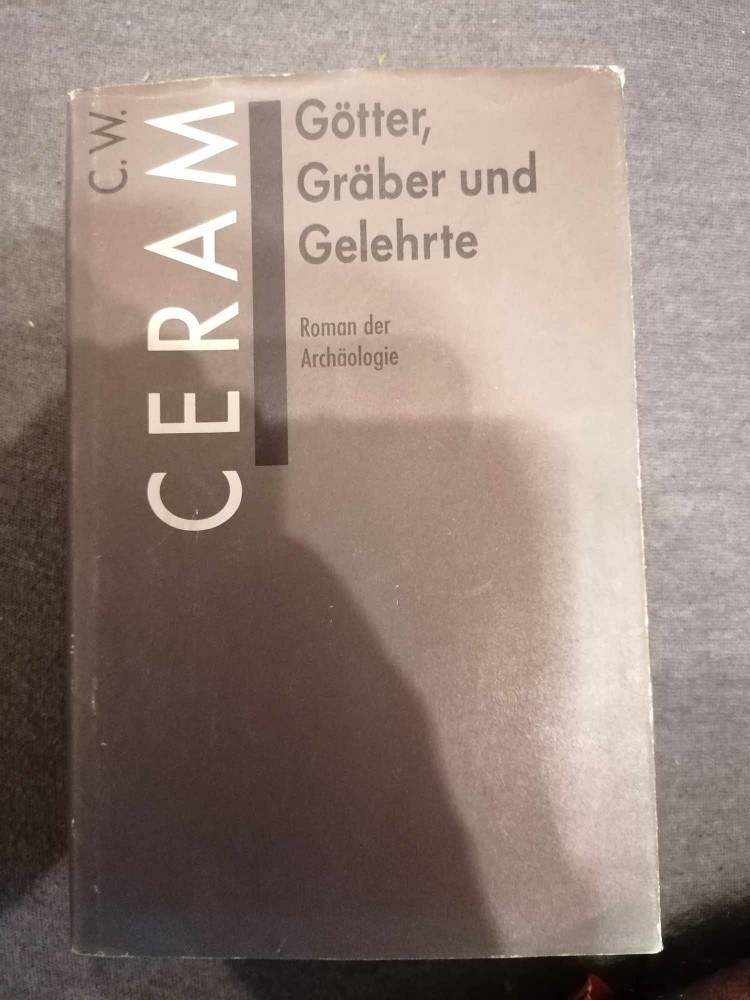 C. W.
CERAM
Götter,
Gräber und
Gelehrte
Roman der
Archäologie